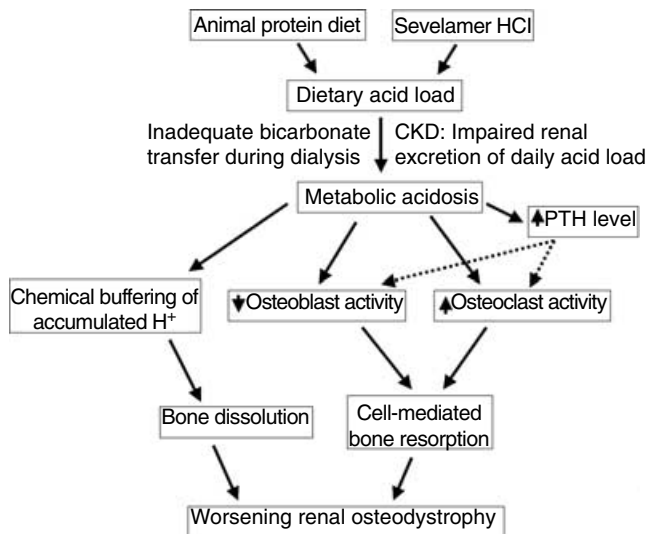 Animal protein diet
Sevelamer HCl
Dietary acid load
Inadequate bicarbonate
transfer during dialysis
CKD: Impaired renal
excretion of daily acid load
Metabolic acidosis
PTH level
Chemical buffering of
accumulated H⁺
Osteoblast activity
Osteoclast activity
Bone dissolution
Cell-mediated
bone resorption
Worsening renal osteodystrophy